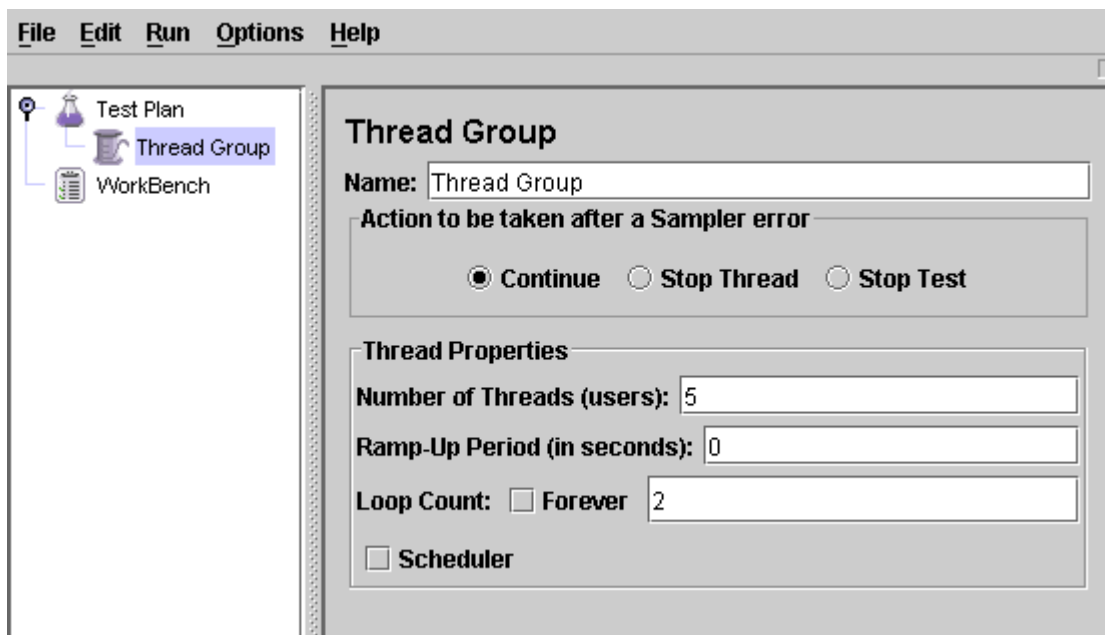 File Edit Run Options Help
Test Plan
Thread Group
WorkBench
Thread Group
Name: Thread Group
Action to be taken after a Sampler error
Continue Stop Thread Stop Test
Thread Properties
Number of Threads (users): 5
Ramp-Up Period (in seconds): 0
Loop Count: Forever 2
Scheduler